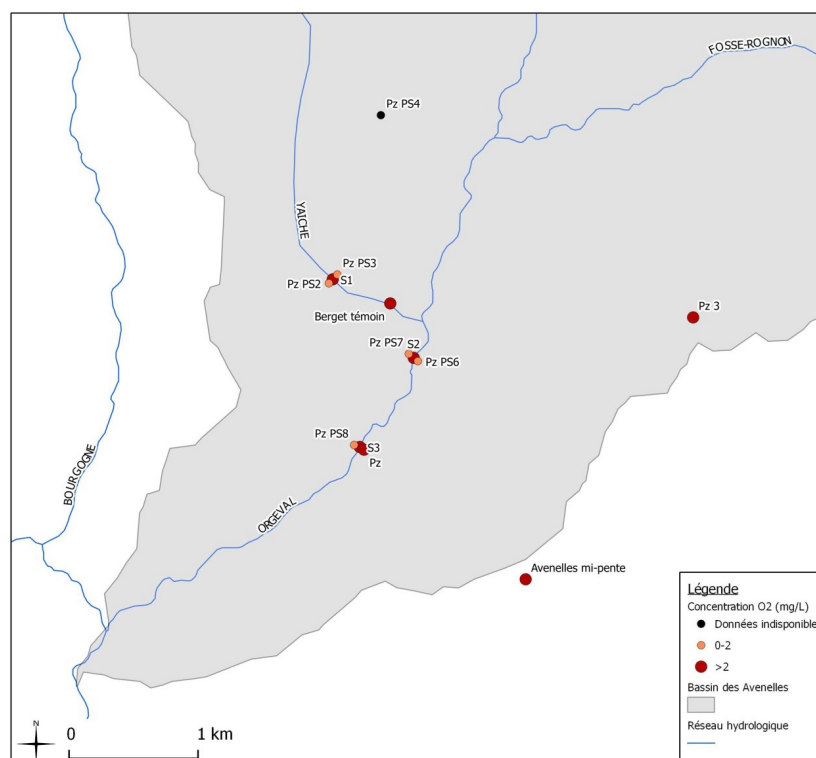 FOSSE-ROGNON
Pz PS4
YAICHE
Pz PS3
Pz PS2
S1
Berget témoin
Pz 3
Pz PS7
S2
Pz PS6
Pz PS8
S3
Pz
BOURGOGNE
ORGEVAL
Avenelles mi-pente
Légende
Concentration O2 (mg/L)
Données indisponible
0-2
>2
Bassin des Avenelles
Réseau hydrologique
N
0 1 km